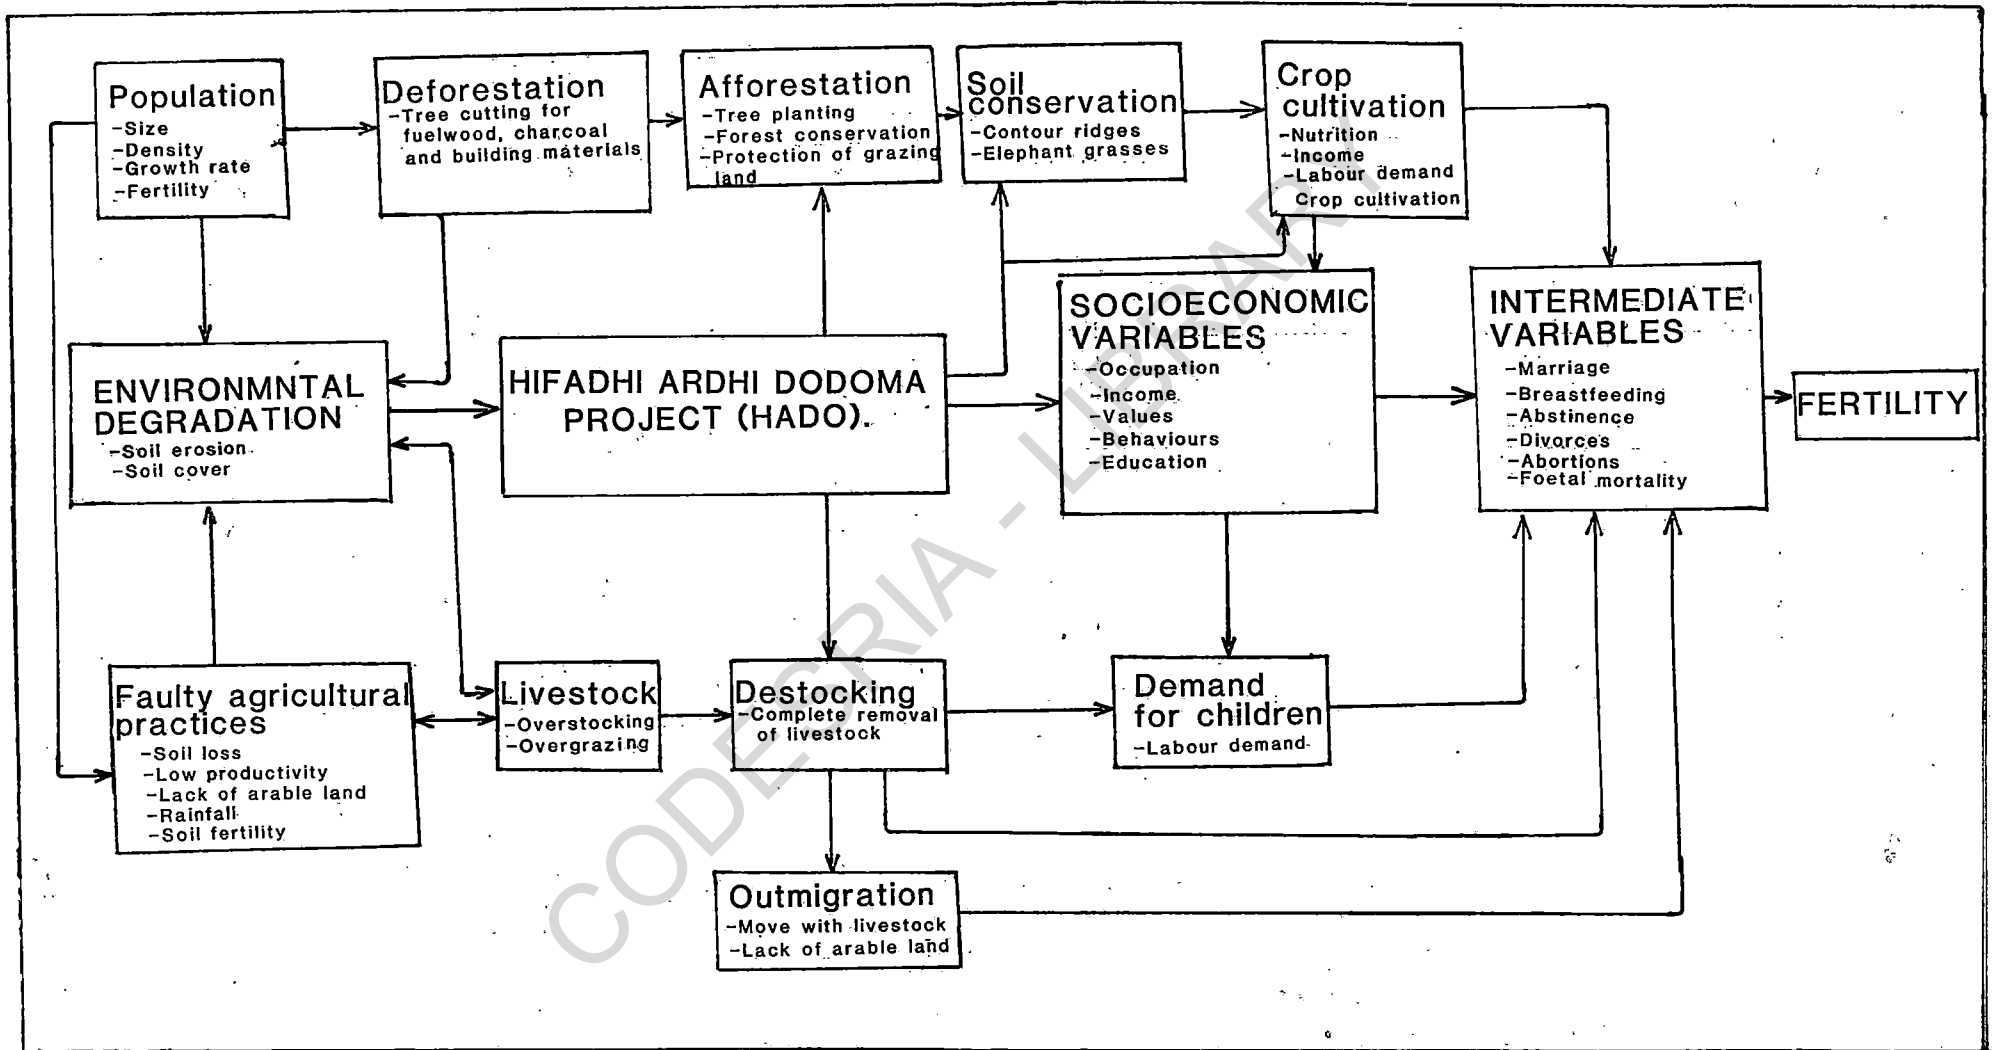 Population
-Size
-Density
-Growth rate
-Fertility
Deforestation
-Tree cutting for
fuelwood, charcoal
and building materials
Afforestation
-Tree planting
-Forest conservation
-Protection of grazing
land
Soil
conservation
-Contour ridges
-Elephant grasses
Crop
cultivation
-Nutrition
-Income
-Labour demand
Crop cultivation
ENVIRONMNTAL
DEGRADATION
-Soil erosion
-Soil cover
HIFADHI ARDHI DODOMA
PROJECT (HADO).
SOCIOECONOMIC
VARIABLES
-Occupation
-Income
-Values
-Behaviours
-Education
INTERMEDIATE
VARIABLES
-Marriage
-Breastfeeding
-Abstinence
-Divorces
-Abortions
-Foetal mortality
FERTILITY
Faulty agricultural
practices
-Soil loss
-Low productivity
-Lack of arable land
-Rainfall
-Soil fertility
Livestock
-Overstocking
-Overgrazing
Destocking
-Complete removal
of livestock
Demand
for children
-Labour demand
Outmigration
-Move with livestock
-Lack of arable land
CODESRIA - LIBRARY